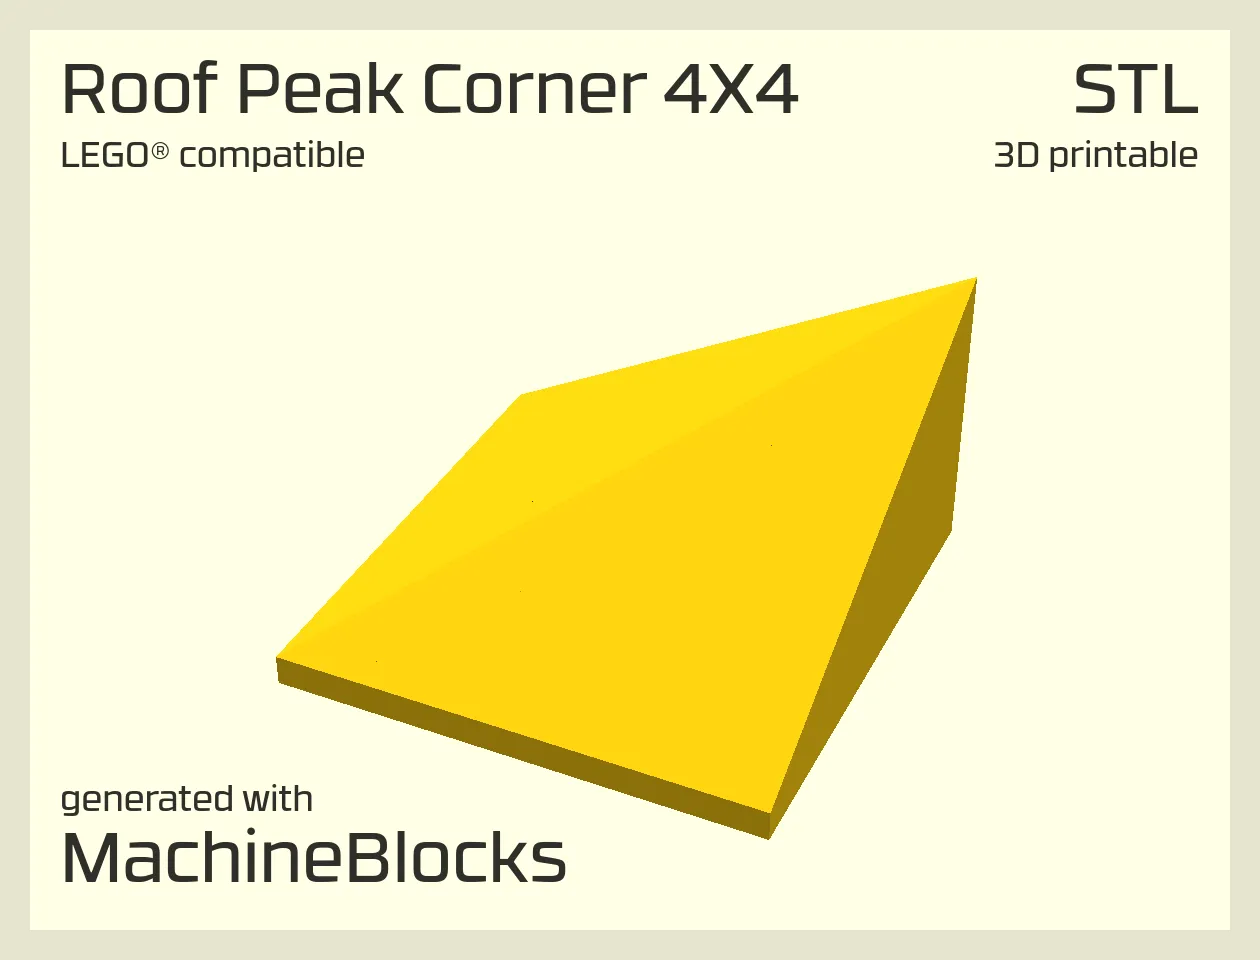 Roof Peak Corner 4X4
STL
LEGO® compatible
3D printable
generated with
MachineBlocks